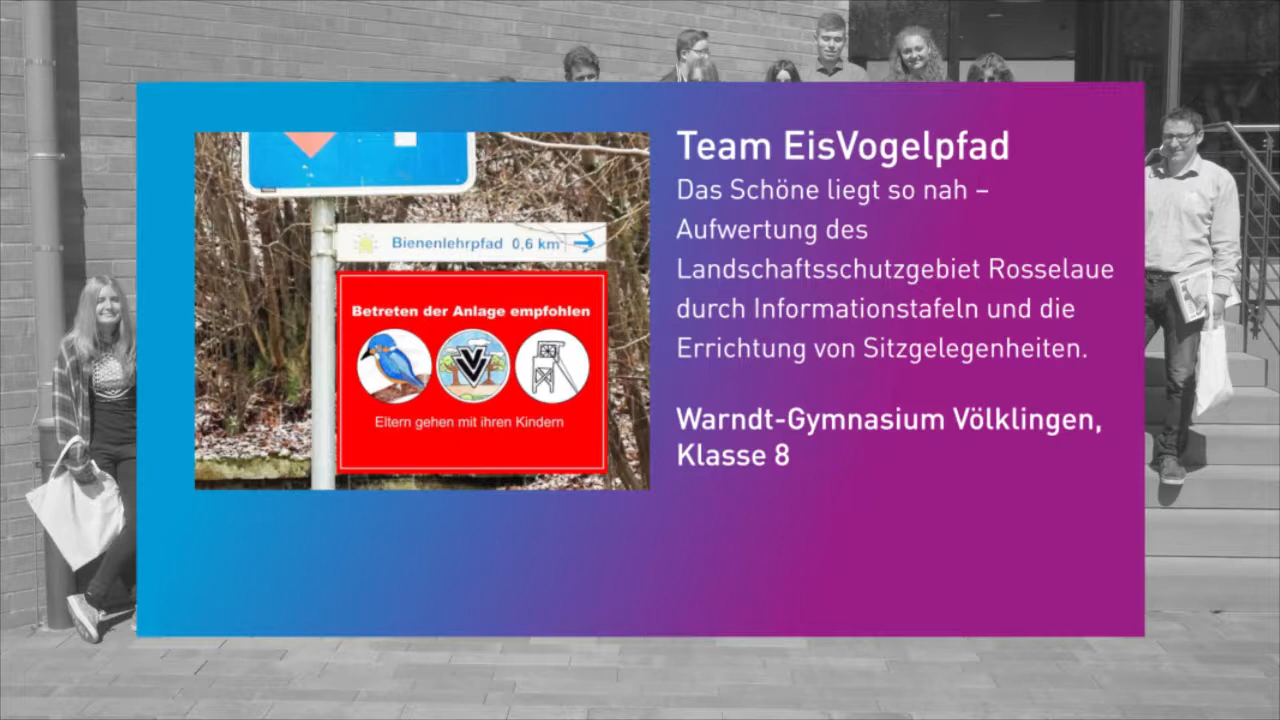 Team EisVogelpfad
Das Schöne liegt so nah –
Aufwertung des
Landschaftsschutzgebiet Rosselaue
durch Informationstafeln und die
Errichtung von Sitzgelegenheiten.
Warndt-Gymnasium Völklingen,
Klasse 8
Bienenlehrpfad 0,6 km →
Betreten der Anlage empfohlen
Eltern gehen mit ihren Kindern